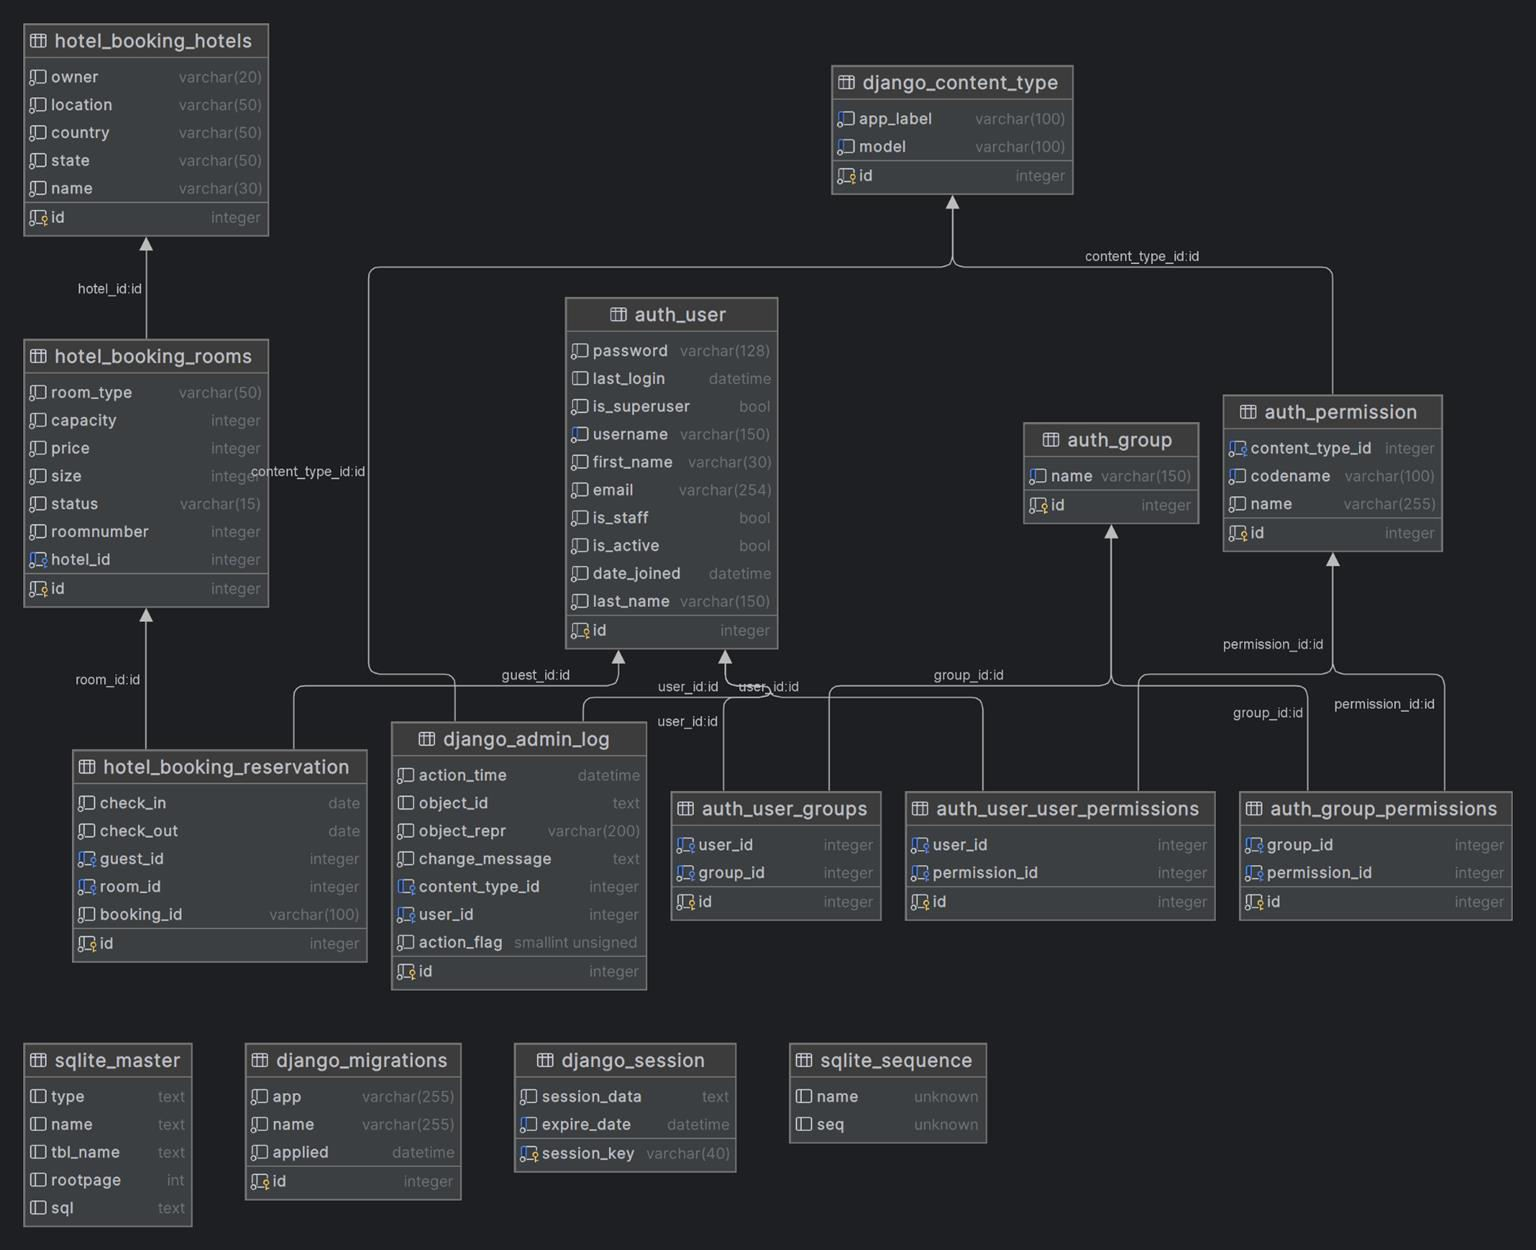 hotel_booking_hotels
owner varchar(20)
location varchar(50)
country varchar(50)
state varchar(50)
name varchar(30)
id integer
hotel_id:id
hotel_booking_rooms
room_type varchar(50)
capacity integer
price integer
size integer
status varchar(15)
roomnumber integer
hotel_id integer
id integer
room_id:id
hotel_booking_reservation
check_in date
check_out date
guest_id integer
room_id integer
booking_id varchar(100)
id integer
django_content_type
app_label varchar(100)
model varchar(100)
id integer
content_type_id:id
content_type_id:id
auth_user
password varchar(128)
last_login datetime
is_superuser bool
username varchar(150)
first_name varchar(30)
email varchar(254)
is_staff bool
is_active bool
date_joined datetime
last_name varchar(150)
id integer
guest_id:id
user_id:id
user_id:id
user_id:id
auth_group
name varchar(150)
id integer
group_id:id
group_id:id
auth_permission
content_type_id integer
codename varchar(100)
name varchar(255)
id integer
permission_id:id
permission_id:id
django_admin_log
action_time datetime
object_id text
object_repr varchar(200)
change_message text
content_type_id integer
user_id integer
action_flag smallint unsigned
id integer
auth_user_groups
user_id integer
group_id integer
id integer
auth_user_user_permissions
user_id integer
permission_id integer
id integer
auth_group_permissions
group_id integer
permission_id integer
id integer
sqlite_master
type text
name text
tbl_name text
rootpage int
sql text
django_migrations
app varchar(255)
name varchar(255)
applied datetime
id integer
django_session
session_data text
expire_date datetime
session_key varchar(40)
sqlite_sequence
name unknown
seq unknown